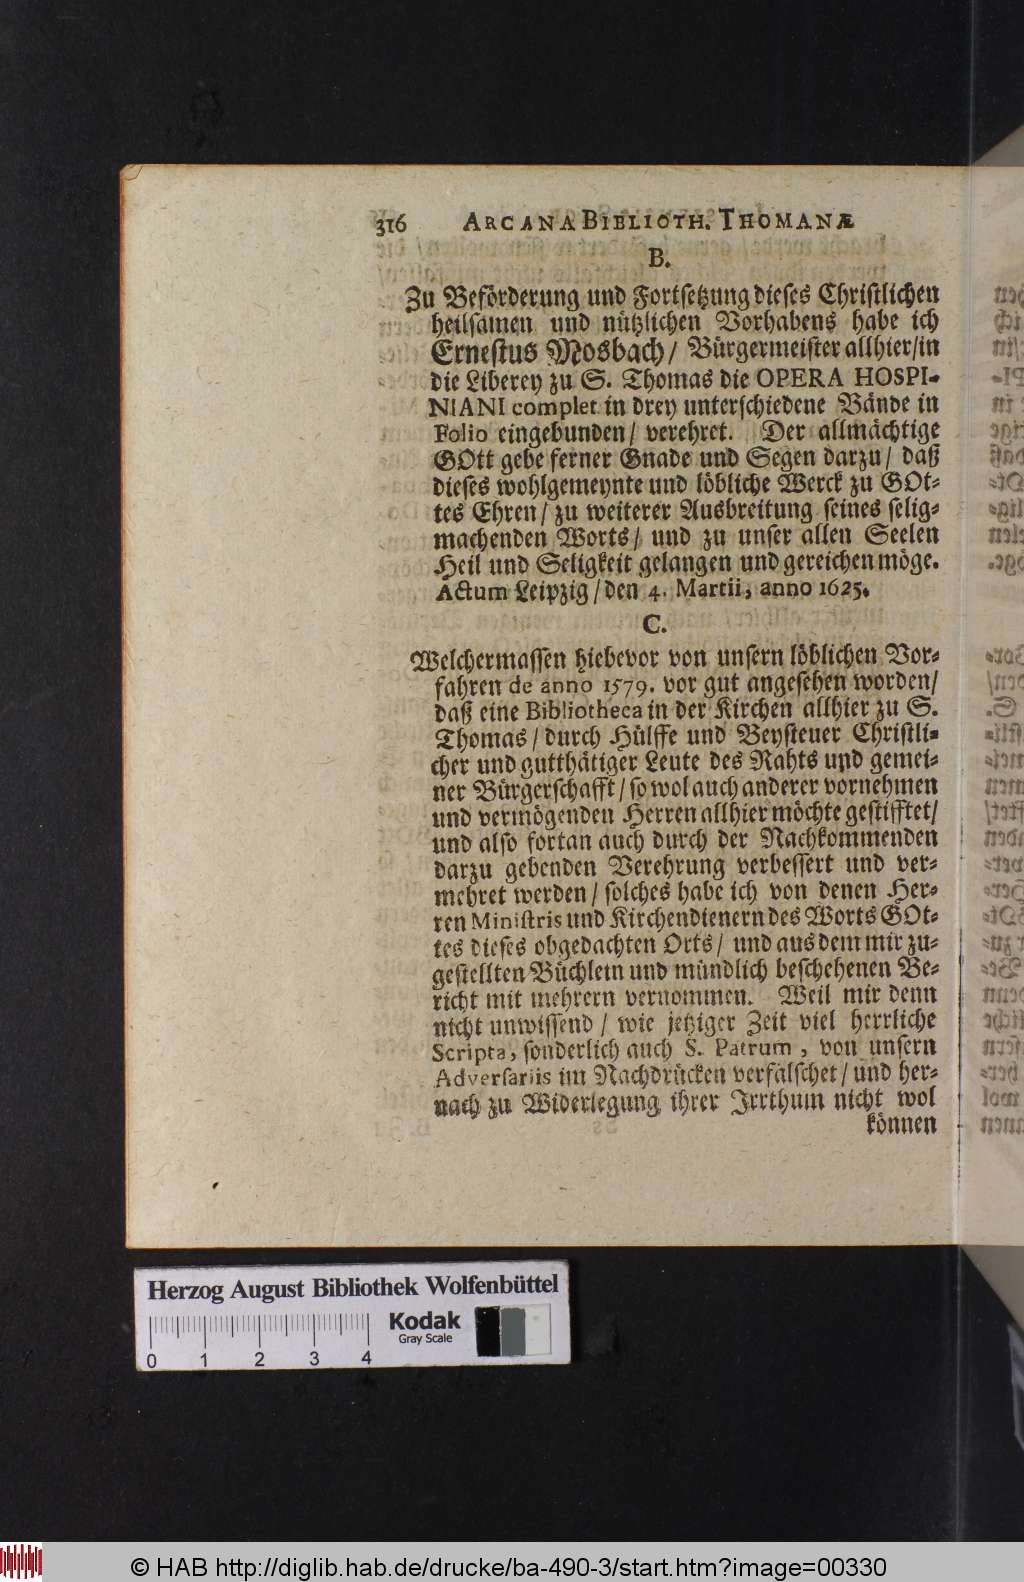 316 ARCANA BIBLIOTH. THOMANÆ
B.
Zu Beförderung und Fortsetzung dieses Christlichen
heilsamen und nützlichen Vorhabens habe ich
Ernestus Mosbach / Bürgermeister allhier / in
die Liberey zu S. Thomas die OPERA HOSPI-
NIANI complet in drey unterschiedene Bände in
Folio eingebunden / verehret. Der allmächtige
GOtt gebe ferner Gnade und Segen darzu / daß
dieses wohlgemeynte und löbliche Werck zu GOt-
tes Ehren / zu weiterer Ausbreitung seines selig-
machenden Worts / und zu unser allen Seelen
Heil und Seligkeit gelangen und gereichen möge.
Actum Leipzig / den 4. Martii, anno 1625.
C.
Welchermassen hiebevor von unsern löblichen Vor-
fahren de anno 1579. vor gut angesehen worden /
daß eine Bibliotheca in der Kirchen allhier zu S.
Thomas / durch Hülffe und Beysteuer Christli-
cher und gutthätiger Leute des Rahts und gemei-
ner Bürgerschafft / so wol auch anderer vornehmen
und vermögenden Herren allhier möchte gestifftet /
und also fortan auch durch der Nachkommenden
darzu gebenden Verehrung verbessert und ver-
mehret werden / solches habe ich von denen Her-
ren Ministris und Kirchendienern des Worts GOt-
tes dieses obgedachten Orts / und aus dem mir zu-
gestellten Büchlein und mündlich beschehenen Be-
richt mit mehrern vernommen. Weil mir denn
nicht unwissend / wie jetziger Zeit viel herrliche
Scripta, sonderlich auch S. Patrum, von unsern
Adversariis im Nachdrücken verfälschet / und her-
nach zu Widerlegung ihrer Irrthum nicht wol
können
Herzog August Bibliothek Wolfenbüttel
Kodak
Gray Scale
0 1 2 3 4
© HAB http://diglib.hab.de/drucke/ba-490-3/start.htm?image=00330